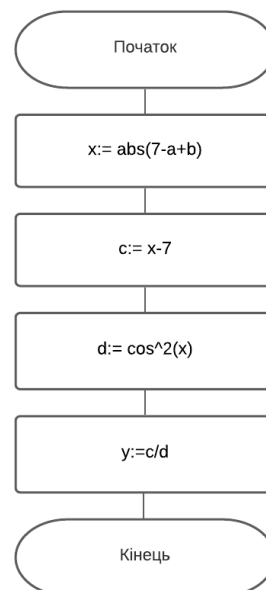 Початок
x:= abs(7-a+b)
c:= x-7
d:= cos^2(x)
y:=c/d
Кінець